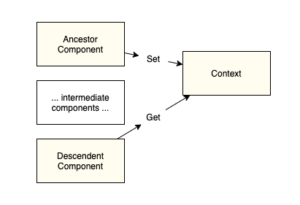 Ancestor
Component
Set
Context
... intermediate
components ...
Get
Descendent
Component